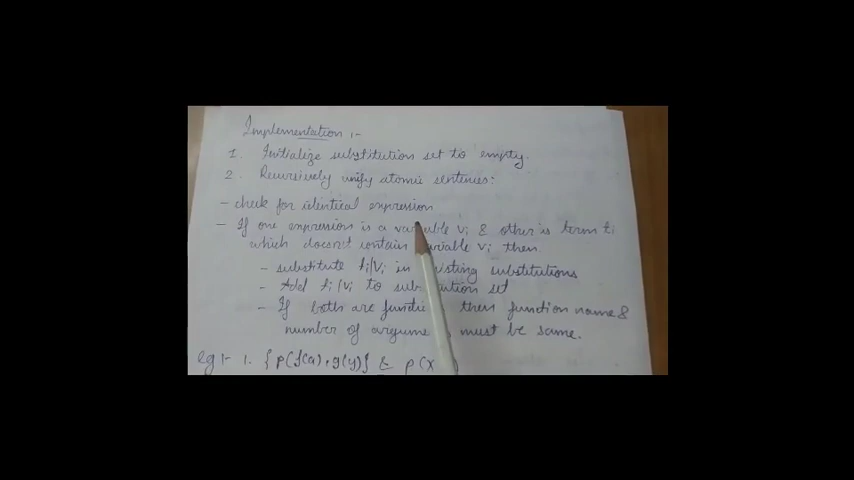 Implementation :-
1. Initialize substitution set to empty.
2. Recursively unify atomic sentences:
- check for identical expression
- If one expression is a variable vi & other is term ti
which doesn't contain variable vi then.
- substitute ti/vi in existing substitutions
- Add ti/vi to substitution set
- If both are functi then function name &
number of argume must be same.
eg:- 1. { p(f(a), g(y)} & p(x